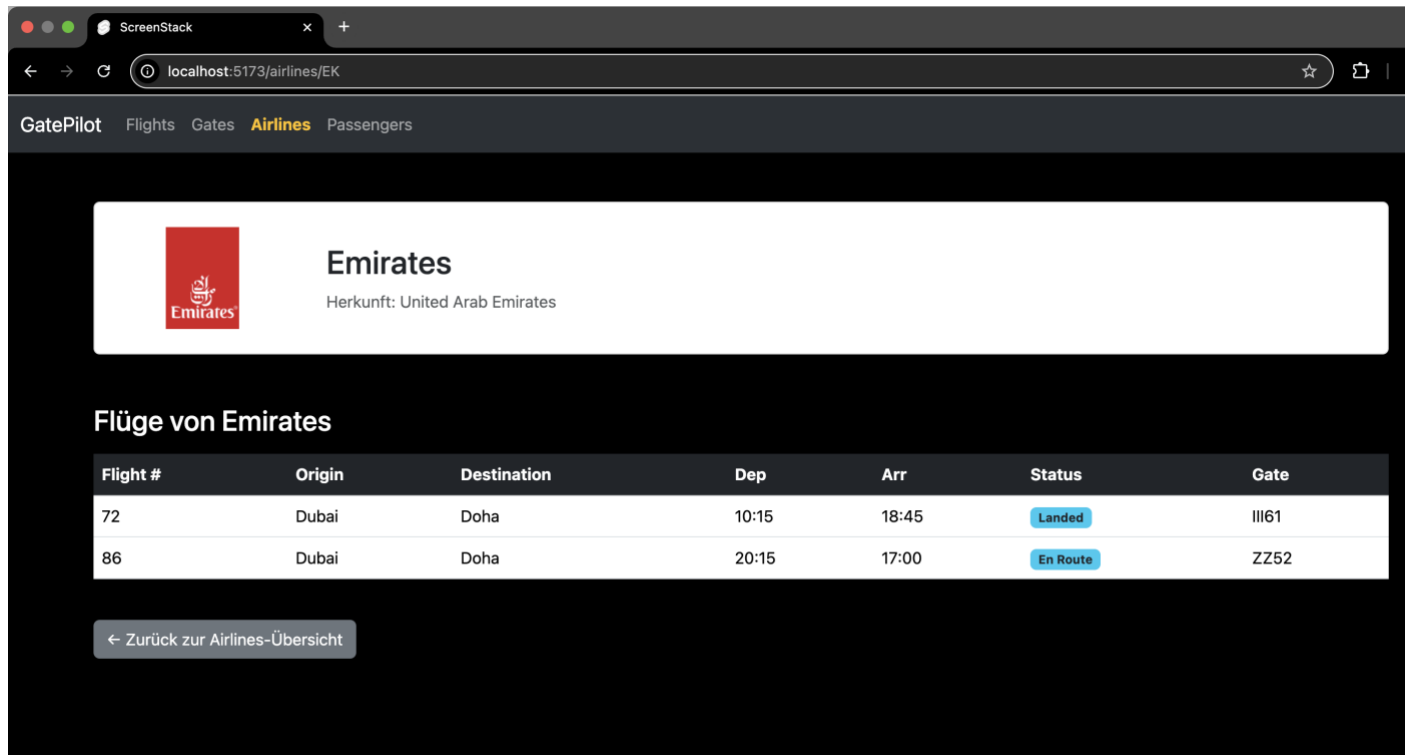 ScreenStack
localhost:5173/airlines/EK
GatePilot Flights Gates Airlines Passengers
Emirates
Emirates
Herkunft: United Arab Emirates
Flüge von Emirates
Flight # Origin Destination Dep Arr Status Gate
72 Dubai Doha 10:15 18:45 Landed III61
86 Dubai Doha 20:15 17:00 En Route ZZ52
← Zurück zur Airlines-Übersicht